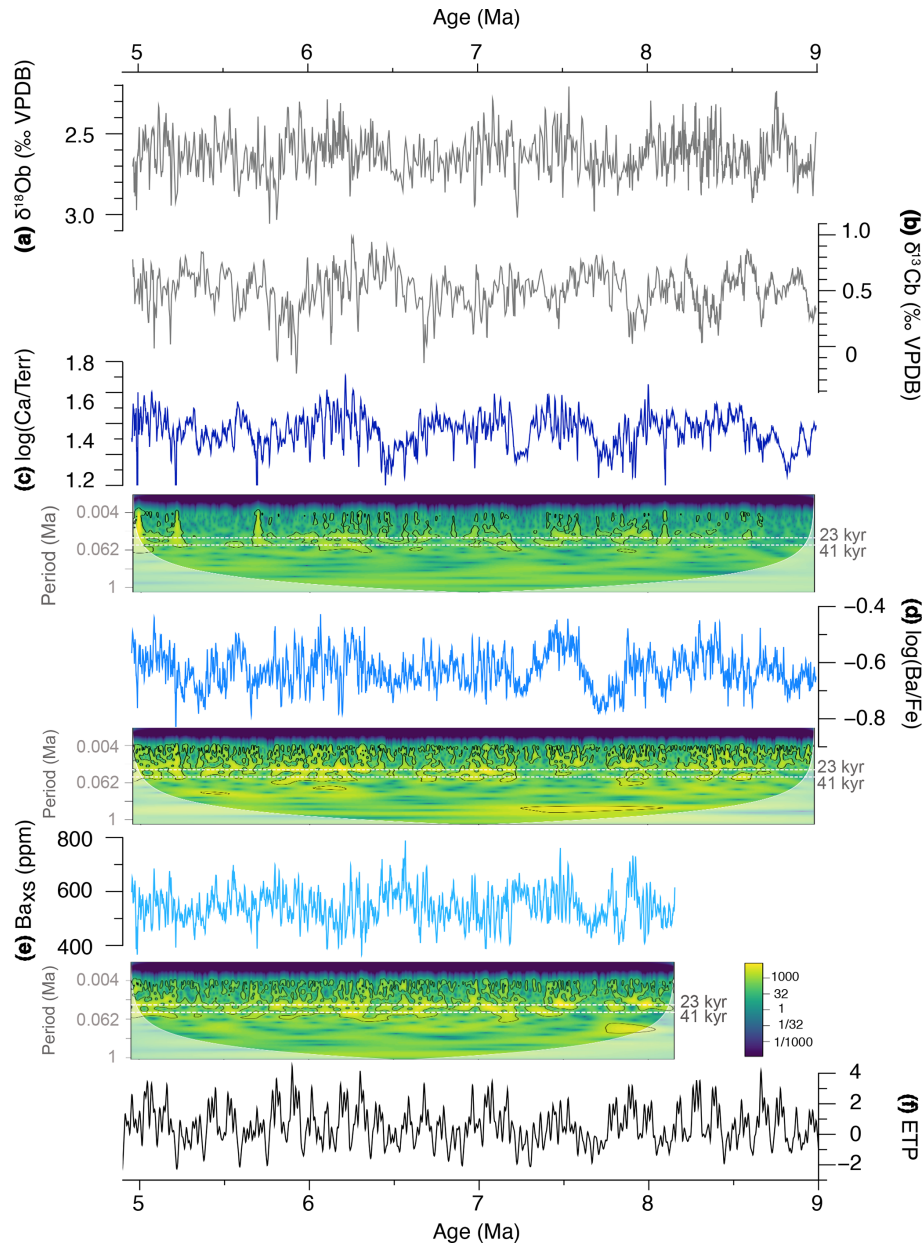 Age (Ma)
5 6 7 8 9
(a) δ¹⁸Ob (‰ VPDB)
2.5
3.0
(b) δ¹³Cb (‰ VPDB)
1.0
0.5
0
(c) log(Ca/Terr)
1.8
1.6
1.4
1.2
Period (Ma)
0.004
0.062
1
23 kyr
41 kyr
(d) log(Ba/Fe)
−0.4
−0.6
−0.8
Period (Ma)
0.004
0.062
1
23 kyr
41 kyr
(e) Baxs (ppm)
800
600
400
Period (Ma)
0.004
0.062
1
23 kyr
41 kyr
1000
32
1
1/32
1/1000
(f) ETP
4
2
0
−2
5 6 7 8 9
Age (Ma)